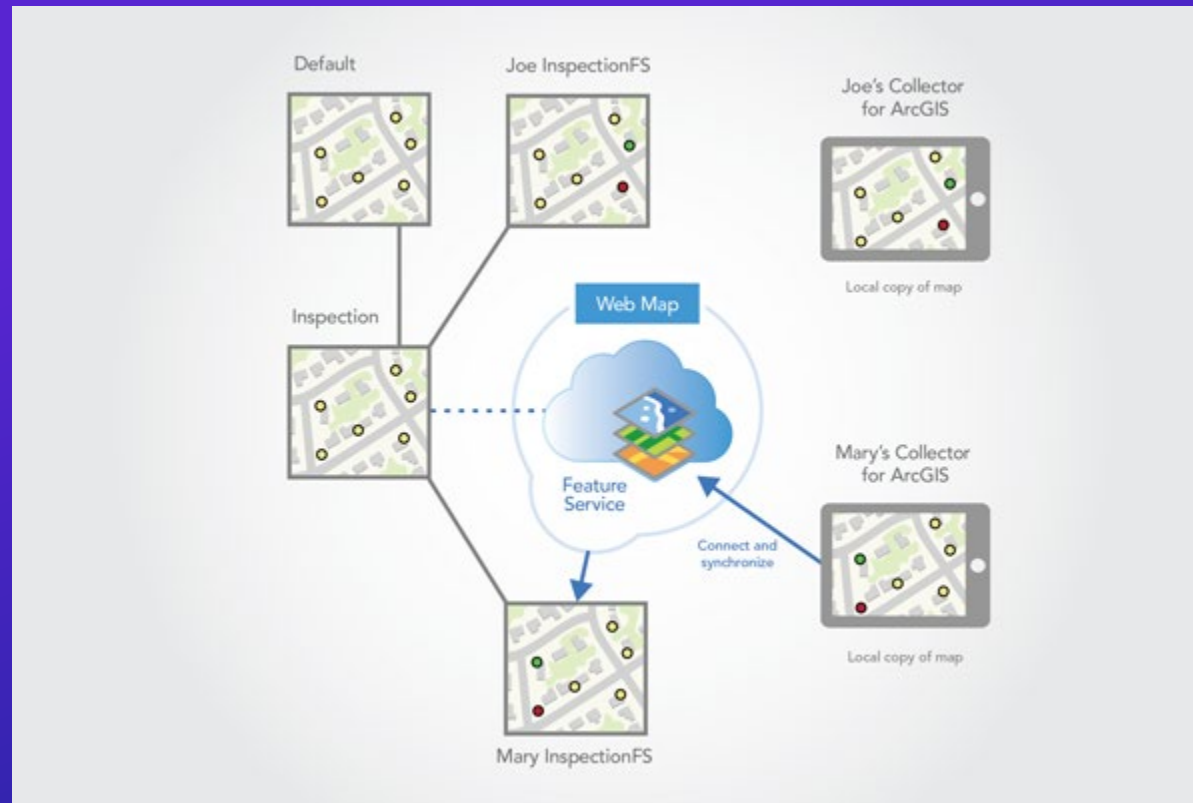 Default
Joe InspectionFS
Joe's Collector
for ArcGIS
Local copy of map
Inspection
Web Map
Feature
Service
Mary's Collector
for ArcGIS
Connect and
synchronize
Local copy of map
Mary InspectionFS